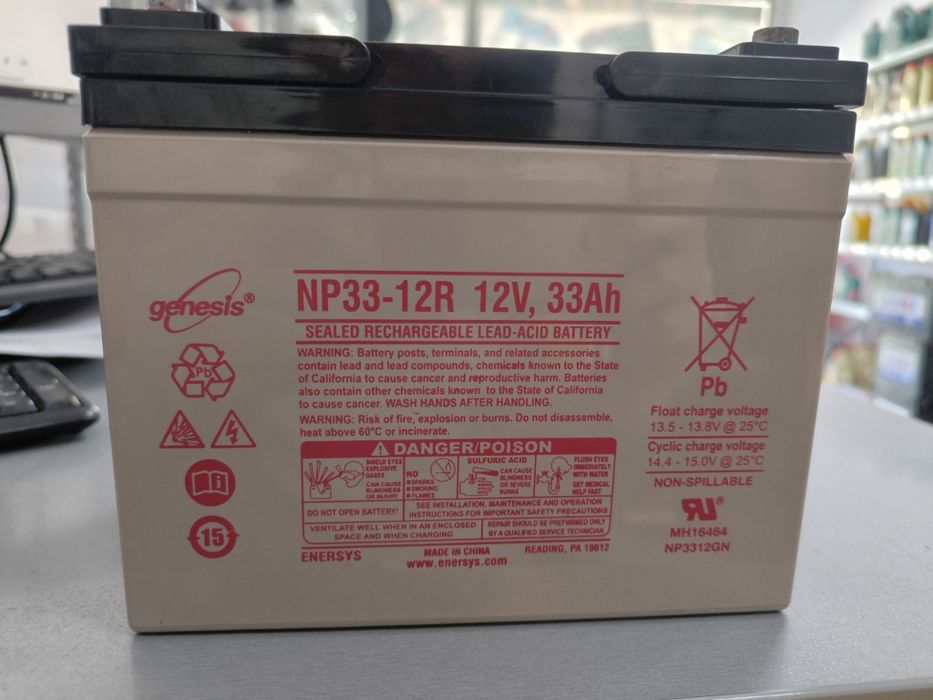 genesis®
NP33-12R 12V, 33Ah
SEALED RECHARGEABLE LEAD-ACID BATTERY
WARNING: Battery posts, terminals, and related accessories
contain lead and lead compounds, chemicals known to the State
of California to cause cancer and reproductive harm. Batteries
also contain other chemicals known to the State of California
to cause cancer. WASH HANDS AFTER HANDLING.
WARNING: Risk of fire, explosion or burns. Do not disassemble,
heat above 60°C or incinerate.
DANGER/POISON
SHIELD EYES
EXPLOSIVE
GASES
CAN CAUSE
BLINDNESS
OR INJURY
NO
SPARKS
SMOKING
FLAMES
SULFURIC ACID
CAN CAUSE
BLINDNESS
OR SEVERE
BURNS
FLUSH EYES
IMMEDIATELY
WITH WATER
GET MEDICAL
HELP FAST
DO NOT OPEN BATTERY!
SEE INSTALLATION, MAINTENANCE AND OPERATION
INSTRUCTIONS FOR IMPORTANT SAFETY PRECAUTIONS
VENTILATE WELL WHEN IN AN ENCLOSED
SPACE AND WHEN CHARGING
REPAIR SHOULD BE PREFORMED ONLY
BY A QUALIFIED SERVICE TECHNICIAN
ENERSYS
MADE IN CHINA
READING, PA 19612
www.enersys.com
Pb
15
Pb
Float charge voltage
13.5 - 13.8V @ 25°C
Cyclic charge voltage
14.4 - 15.0V @ 25°C
NON-SPILLABLE
MH16464
NP3312GN